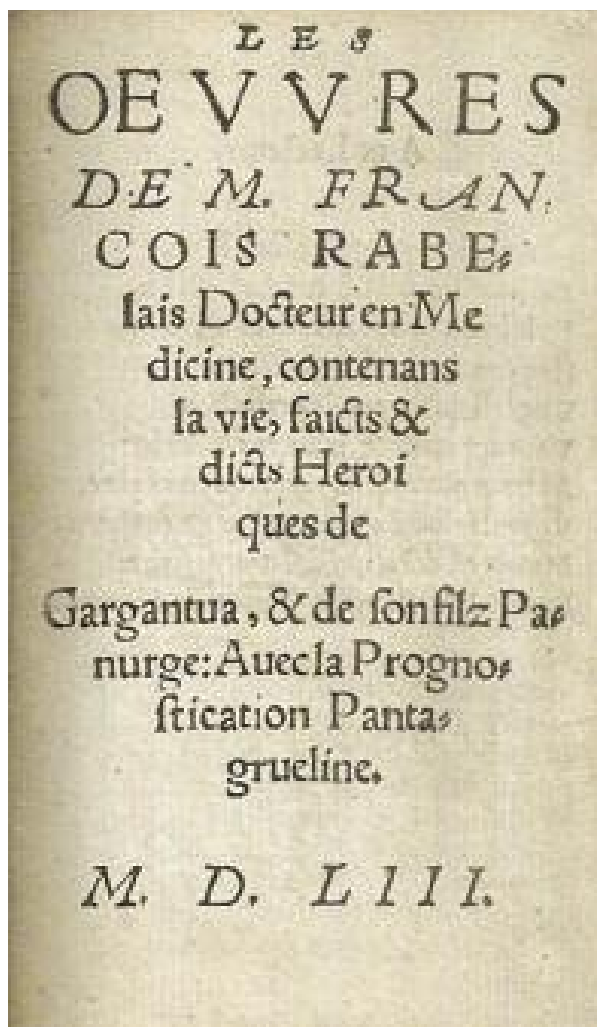 LES
OEVVRES
DE M. FRAN.
COIS RABE⸗
lais Docteur en Me
dicine, contenans
la vie, faicts &
dicts Heroi
ques de
Gargantua, & de ſon filz Pa⸗
nurge: Auec la Progno⸗
ſtication Panta⸗
grueline.
M. D. LIII.